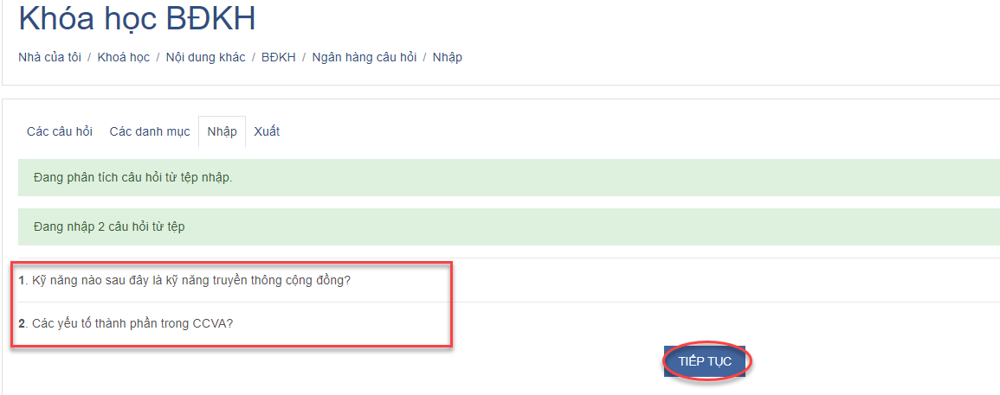 Khóa học BĐKH
Nhà của tôi / Khoá học / Nội dung khác / BĐKH / Ngân hàng câu hỏi / Nhập
Các câu hỏi Các danh mục Nhập Xuất
Đang phân tích câu hỏi từ tệp nhập.
Đang nhập 2 câu hỏi từ tệp
1. Kỹ năng nào sau đây là kỹ năng truyền thông cộng đồng?
2. Các yếu tố thành phần trong CCVA?
TIẾP TỤC